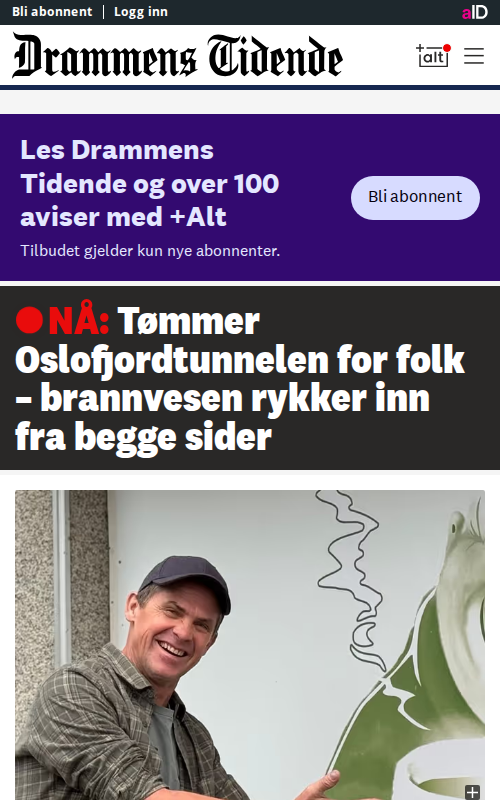 Bli abonnent | Logg inn
aID
Drammens Tidende
+alt
Les Drammens
Tidende og over 100
aviser med +Alt
Bli abonnent
Tilbudet gjelder kun nye abonnenter.
NÅ: Tømmer
Oslofjordtunnelen for folk
– brannvesen rykker inn
fra begge sider